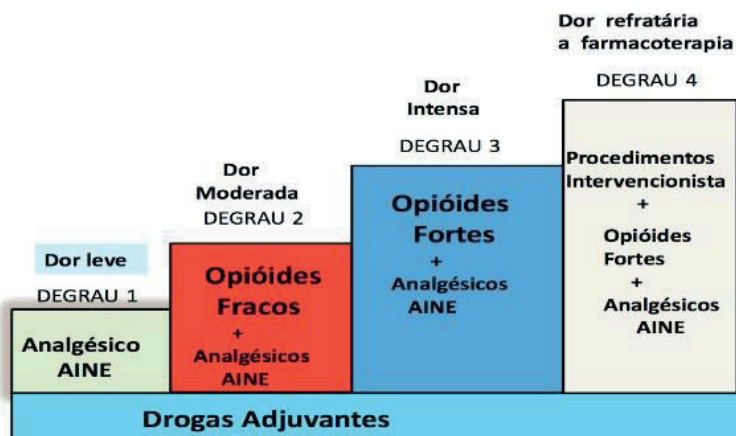 Dor leve
DEGRAU 1
Analgésico
AINE
Dor
Moderada
DEGRAU 2
Opióides
Fracos
+
Analgésicos
AINE
Dor
Intensa
DEGRAU 3
Opióides
Fortes
+
Analgésicos
AINE
Dor refratária
a farmacoterapia
DEGRAU 4
Procedimentos
Intervencionista
+
Opióides
Fortes
+
Analgésicos
AINE
Drogas Adjuvantes